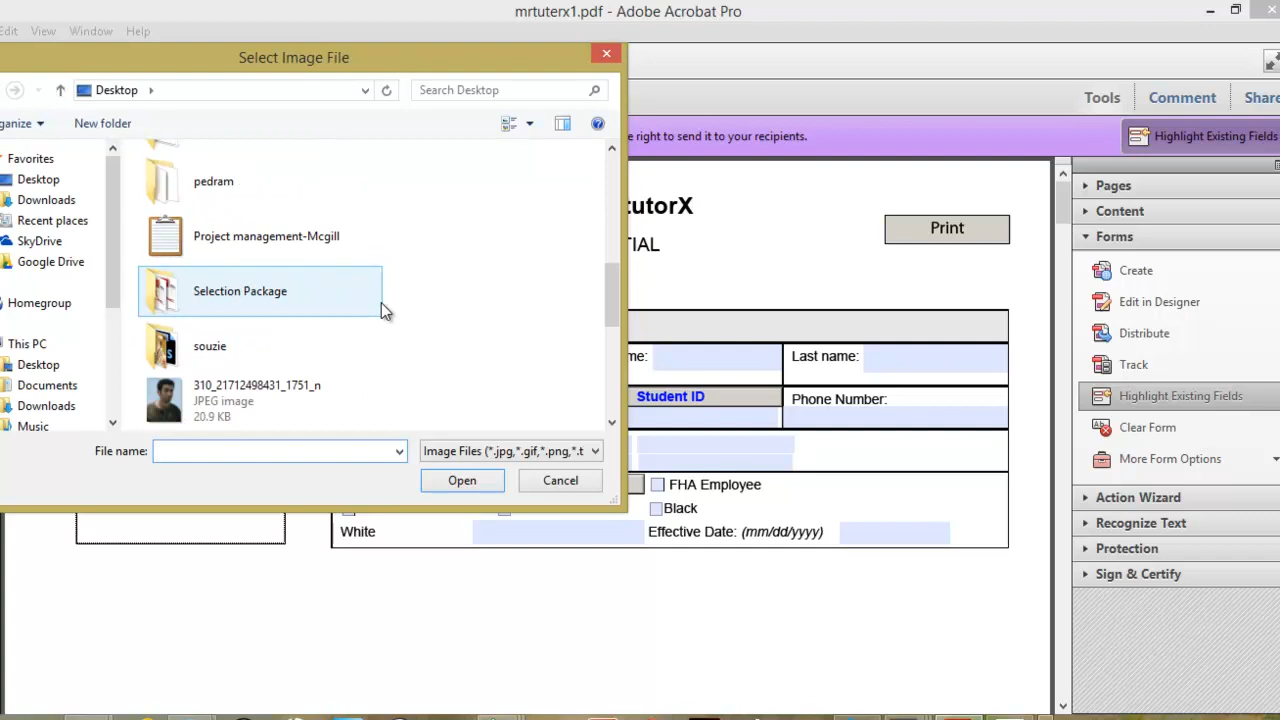 mrtuterx1.pdf - Adobe Acrobat Pro
Edit View Window Help
Select Image File
Desktop
Search Desktop
Tools Comment Share
ganize New folder
e right to send it to your recipients.
Highlight Existing Fields
Favorites
Desktop
Downloads
Recent places
SkyDrive
Google Drive
Homegroup
This PC
Desktop
Documents
Downloads
Music
pedram
Project management-Mcgill
Selection Package
souzie
310_21712498431_1751_n
JPEG image
20.9 KB
File name:
Image Files (*.jpg,*.gif,*.png,*.t
Open Cancel
tutorX
TIAL
Print
me:
Last name:
Student ID
Phone Number:
FHA Employee
Black
White
Effective Date: (mm/dd/yyyy)
Pages
Content
Forms
Create
Edit in Designer
Distribute
Track
Highlight Existing Fields
Clear Form
More Form Options
Action Wizard
Recognize Text
Protection
Sign & Certify